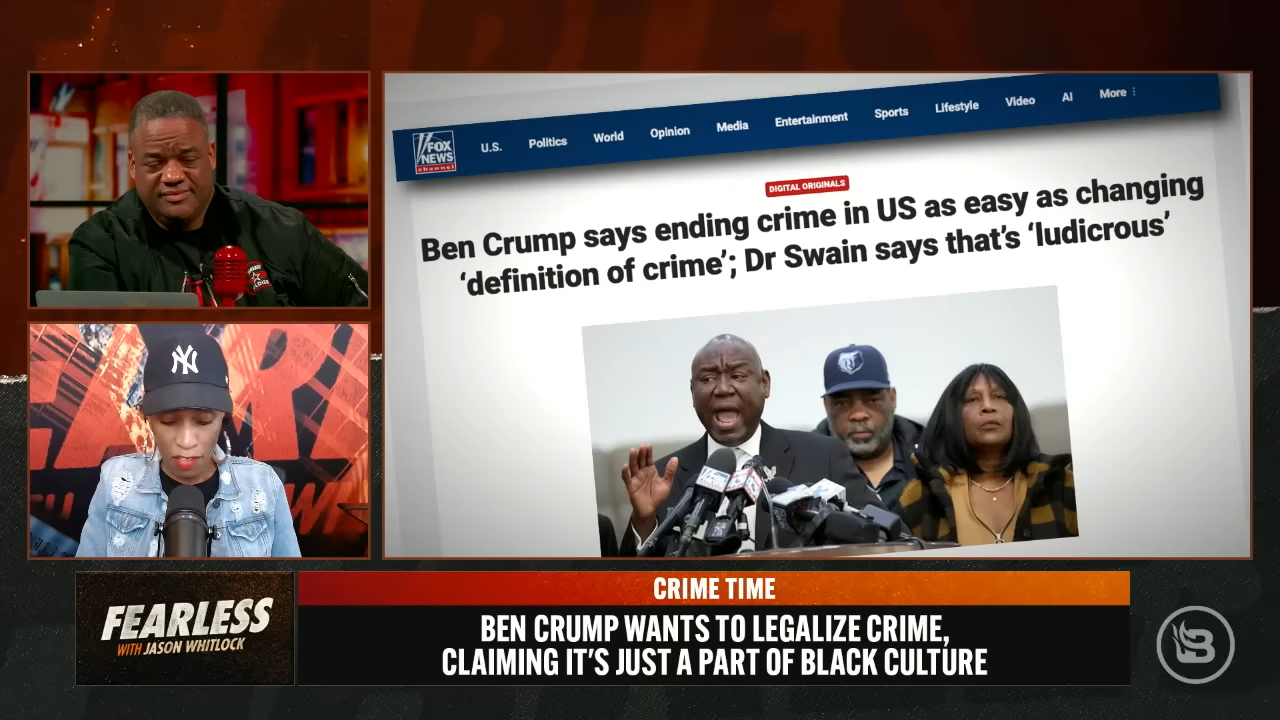 FOX
NEWS
channel
U.S. Politics World Opinion Media Entertainment Sports Lifestyle Video AI More
DIGITAL ORIGINALS
Ben Crump says ending crime in US as easy as changing
‘definition of crime’; Dr Swain says that’s ‘ludicrous’
NY
CRIME TIME
FEARLESS
WITH JASON WHITLOCK
BEN CRUMP WANTS TO LEGALIZE CRIME,
CLAIMING IT'S JUST A PART OF BLACK CULTURE
B